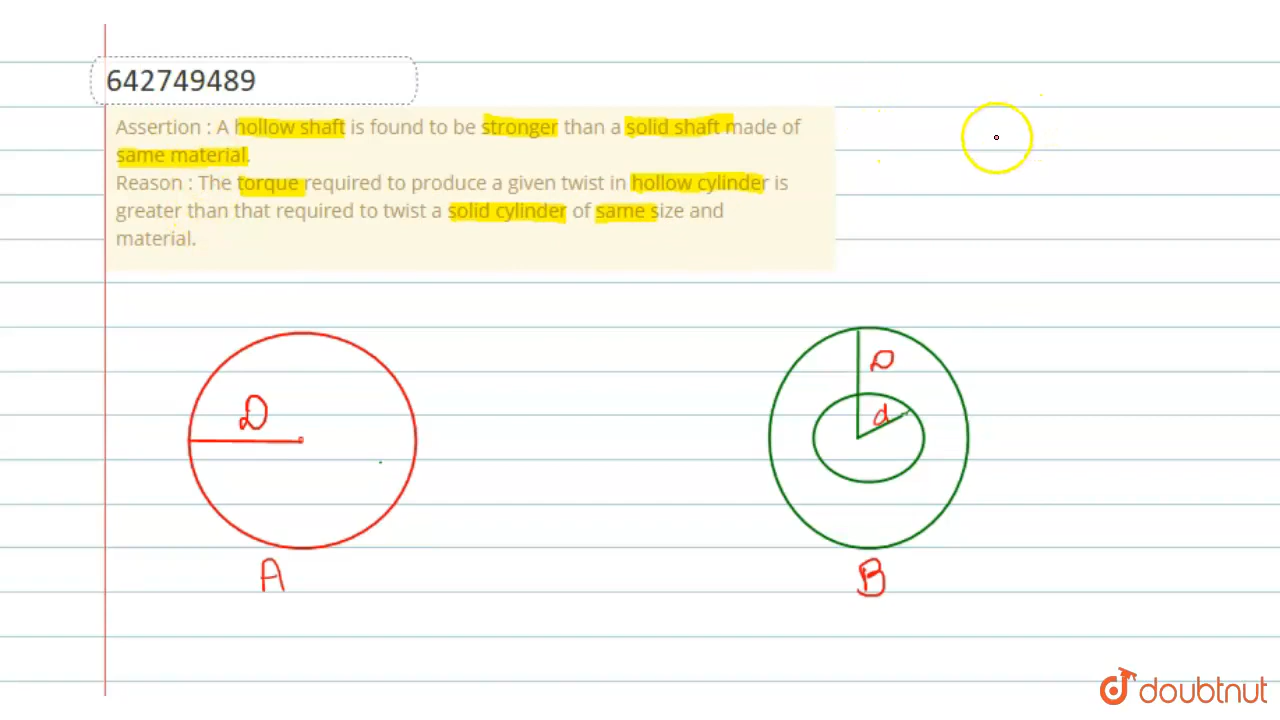 642749489
Assertion : A hollow shaft is found to be stronger than a solid shaft made of
same material.
Reason : The torque required to produce a given twist in hollow cylinder is
greater than that required to twist a solid cylinder of same size and
material.
D
D
d
A
B
doubtnut